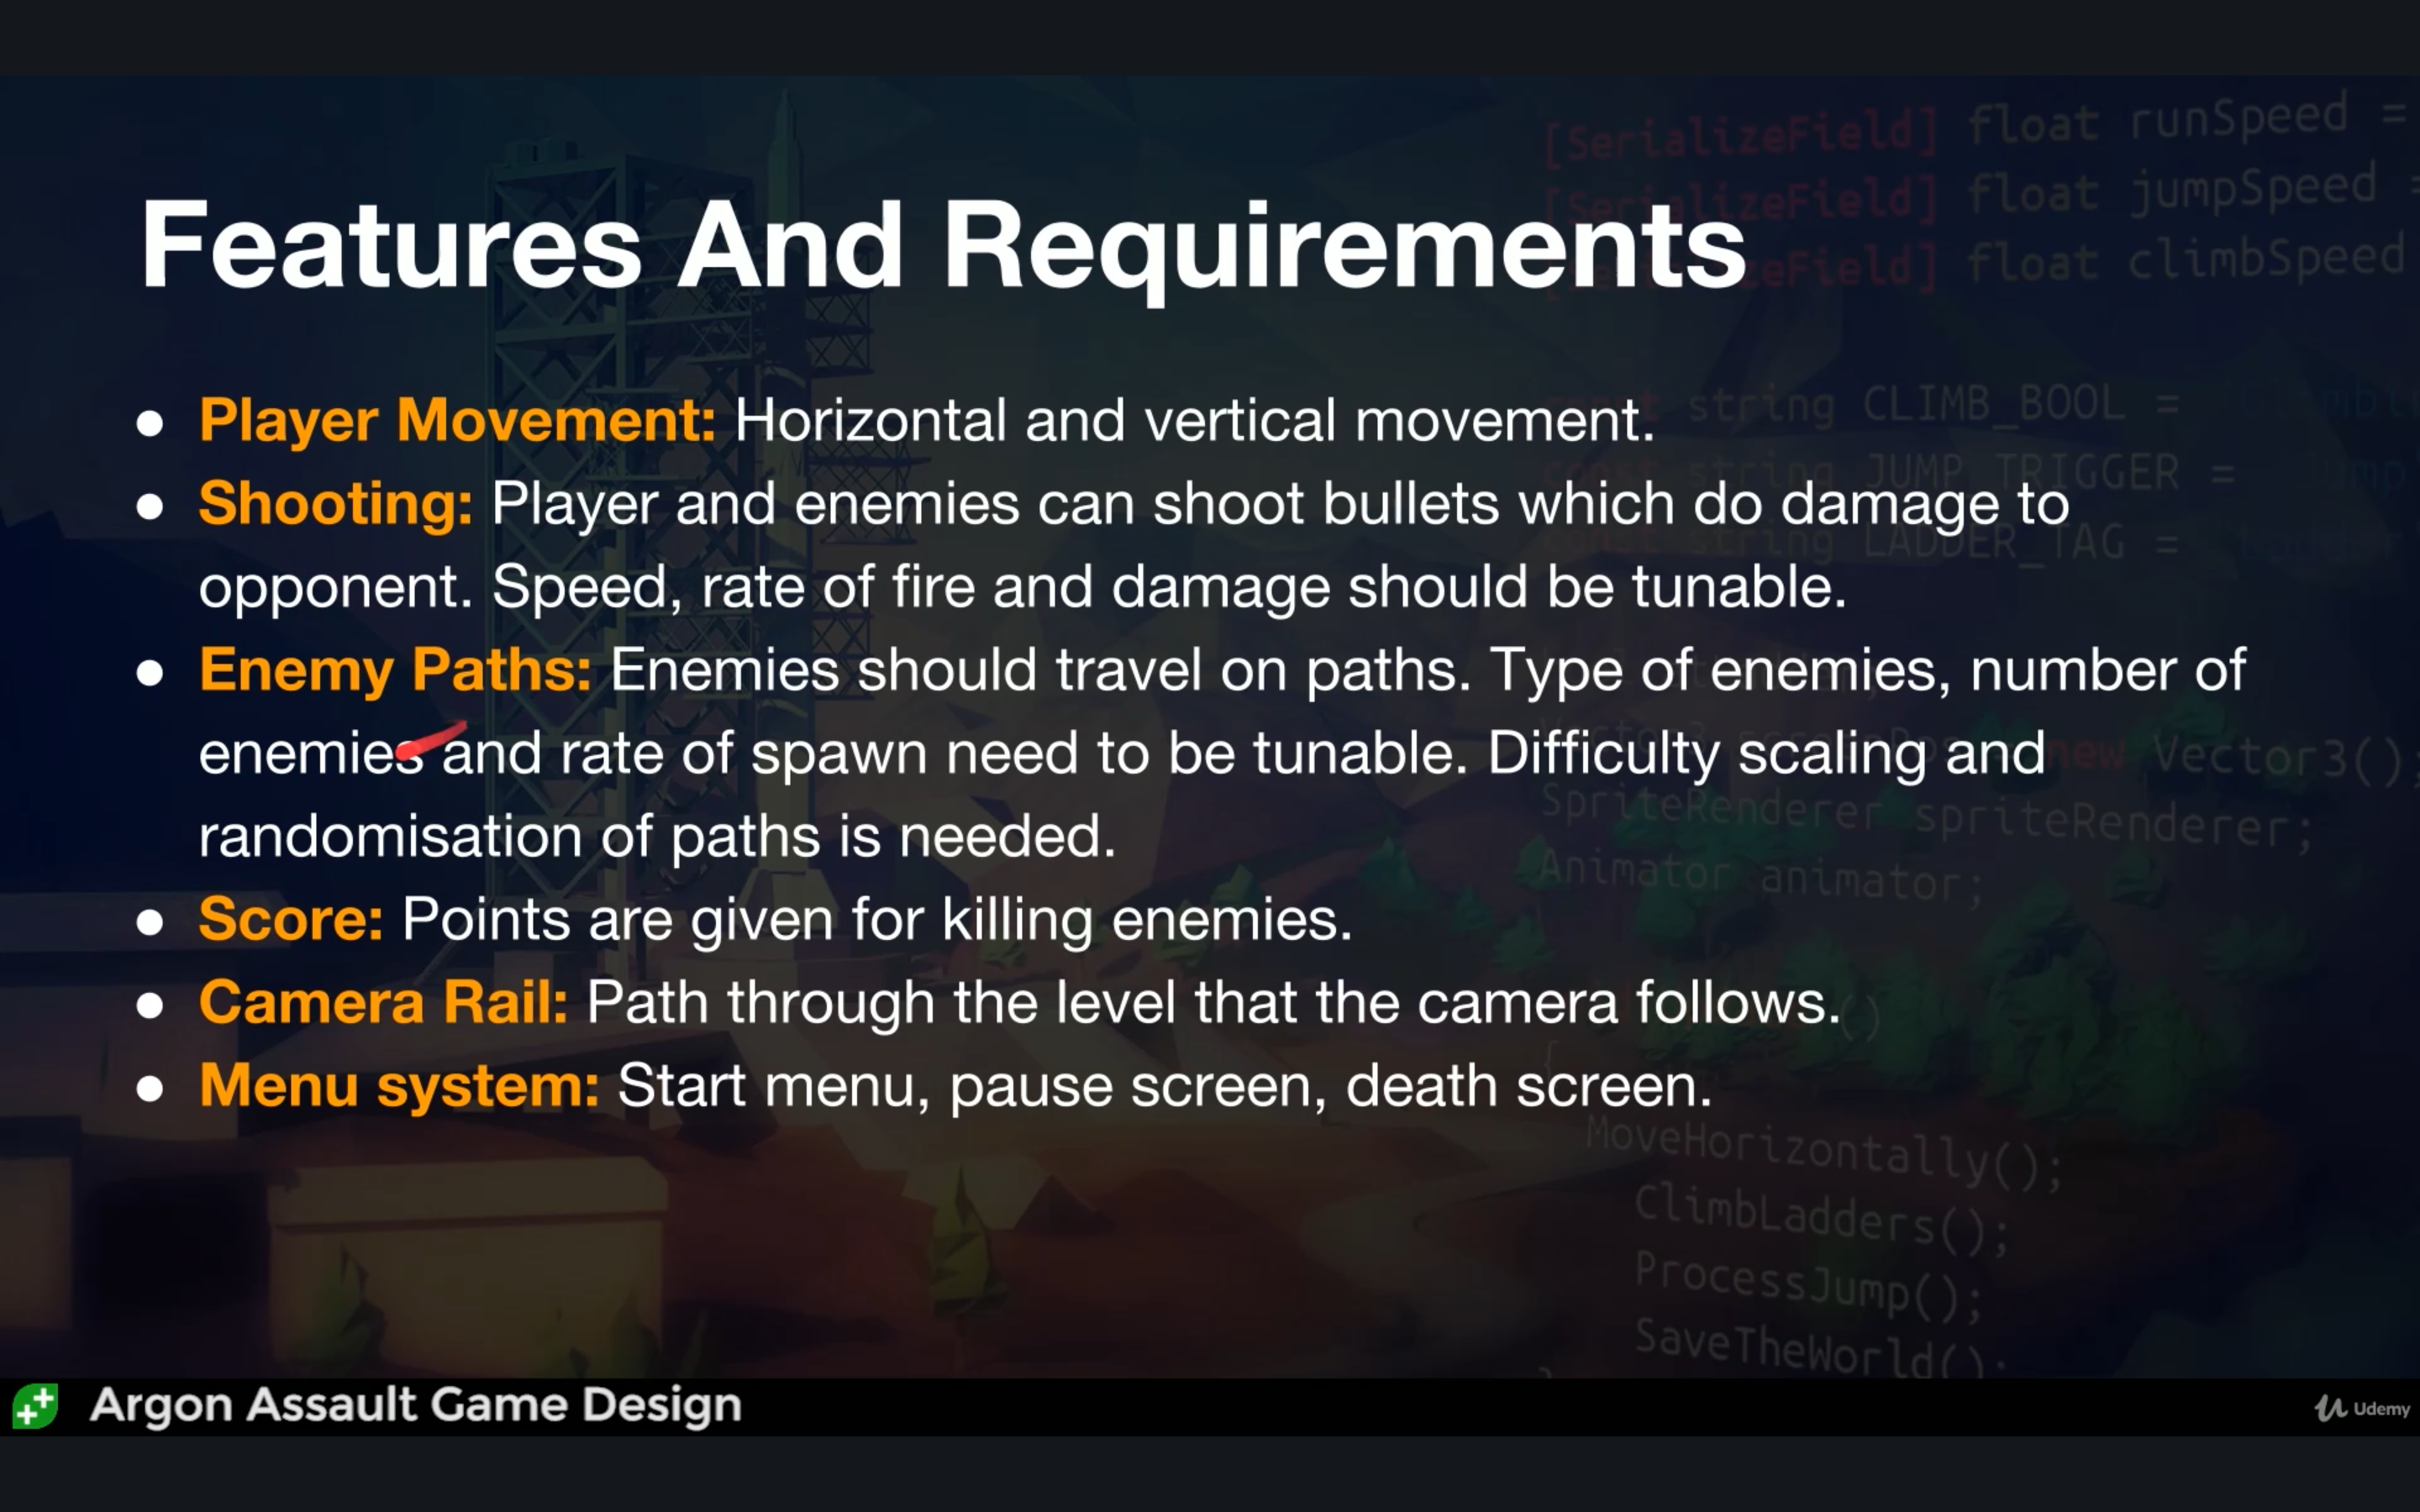 [SerializeField] float runSpeed =
[SerializeField] float jumpSpeed =
float climbSpeed
Features And Requirements
string CLIMB_BOOL =
const string JUMP_TRIGGER =
string LADDER_TAG =
● Player Movement: Horizontal and vertical movement.
● Shooting: Player and enemies can shoot bullets which do damage to
opponent. Speed, rate of fire and damage should be tunable.
● Enemy Paths: Enemies should travel on paths. Type of enemies, number of
enemies and rate of spawn need to be tunable. Difficulty scaling and
randomisation of paths is needed.
new Vector3();
SpriteRenderer spriteRenderer;
Animator animator;
● Score: Points are given for killing enemies.
● Camera Rail: Path through the level that the camera follows.
● Menu system: Start menu, pause screen, death screen.
MoveHorizontally();
ClimbLadders();
ProcessJump();
SaveTheWorld();
Argon Assault Game Design
Udemy